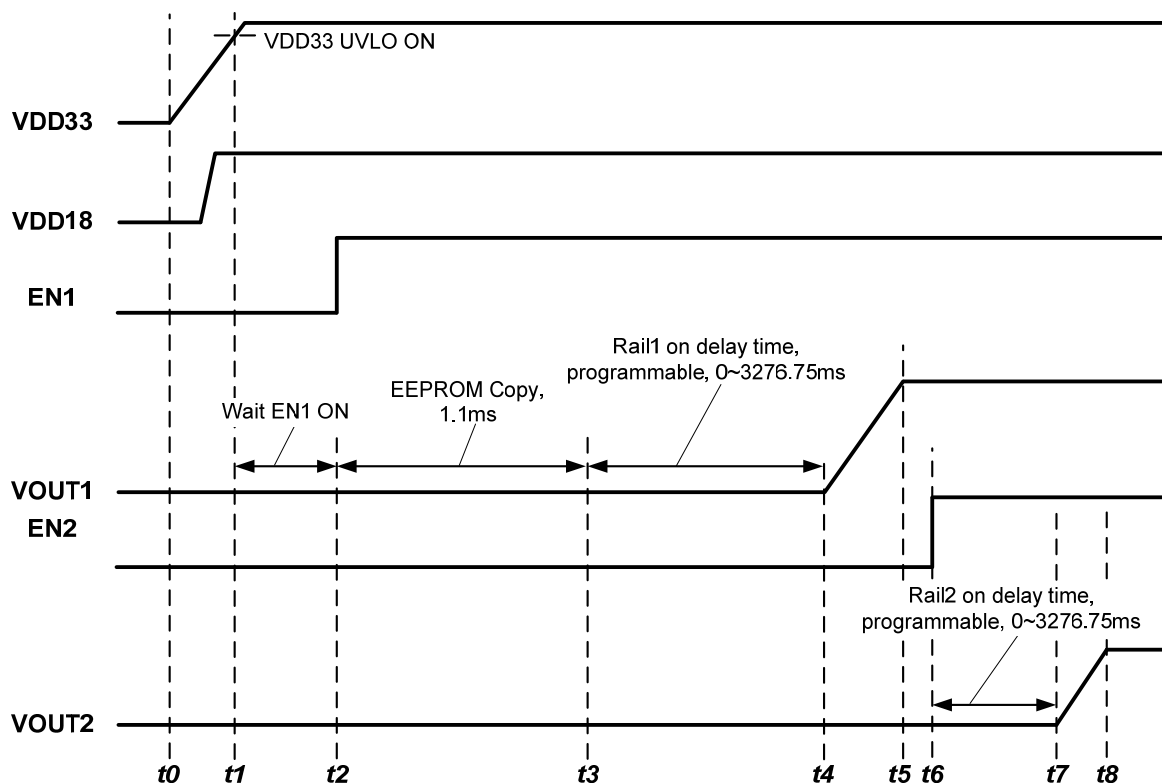 VDD33 UVLO ON
VDD33
VDD18
EN1
Rail1 on delay time,
programmable, 0~3276.75ms
EEPROM Copy,
1.1ms
Wait EN1 ON
VOUT1
EN2
Rail2 on delay time,
programmable, 0~3276.75ms
VOUT2
t0 t1 t2 t3 t4 t5 t6 t7 t8